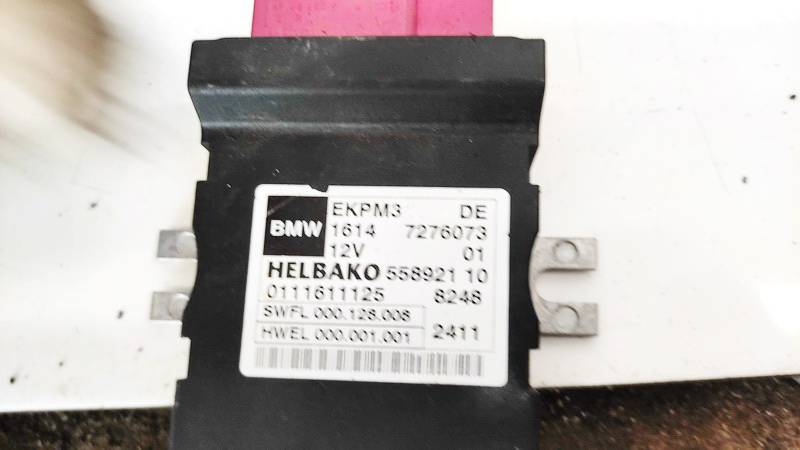 BMW EKPM3 DE
1614 7276073
12V 01
HELBAKO 558921 10
0111611125 8248
SWFL 000.128.008
HWEL 000.001.001 2411